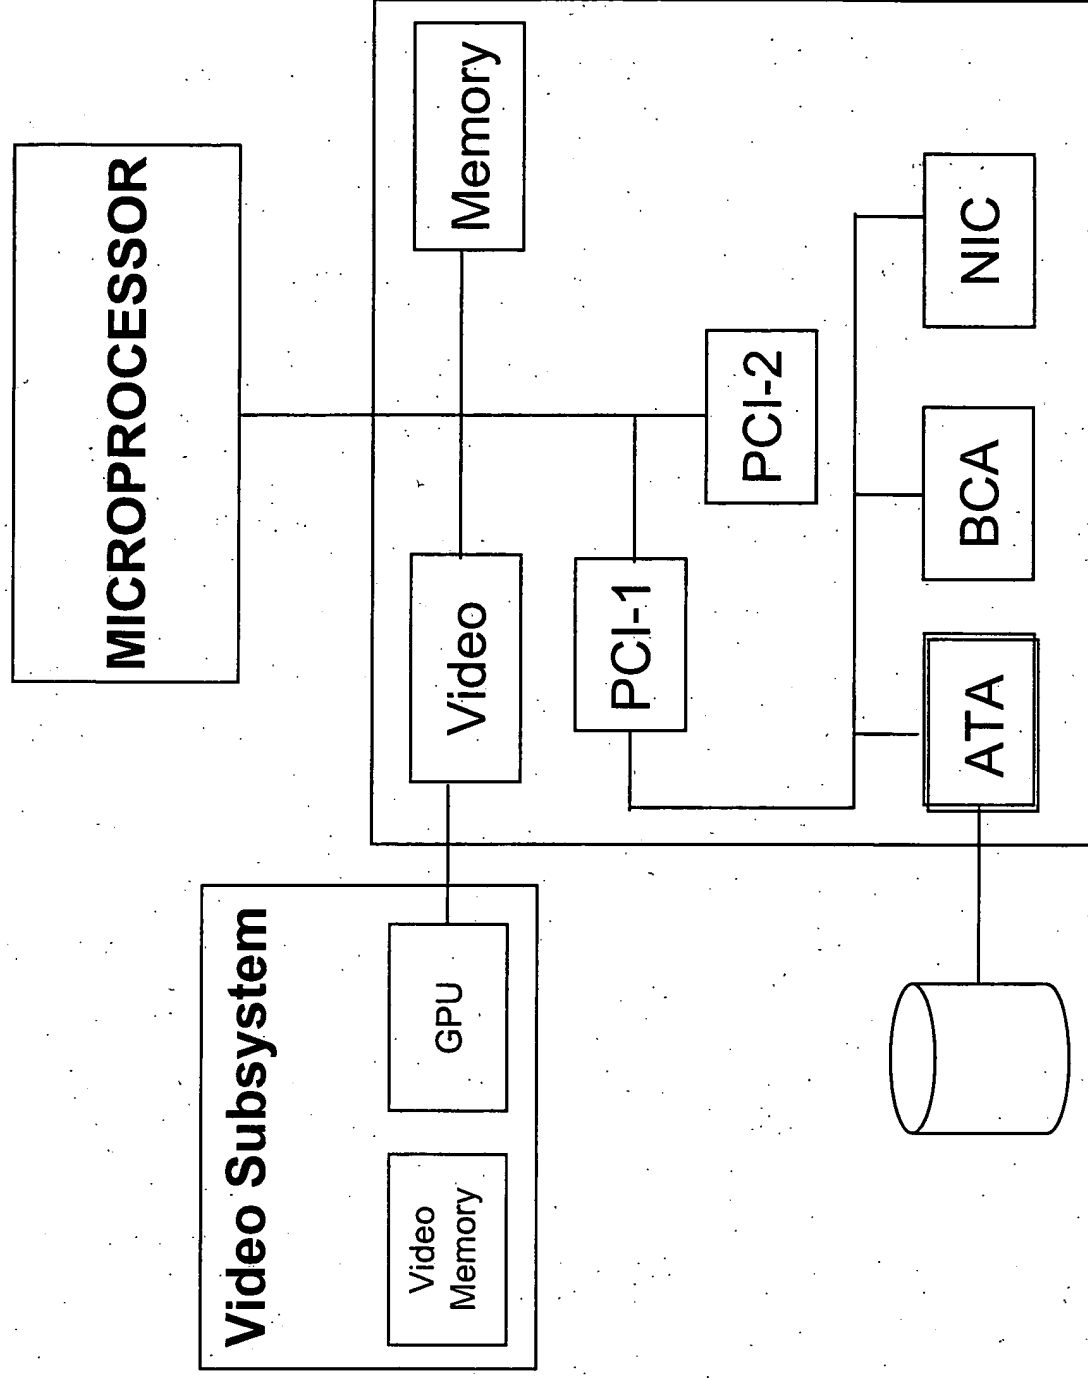 MICROPROCESSOR
Video Subsystem
Video
Memory
GPU
Video
Memory
PCI-1
PCI-2
ATA
BCA
NIC